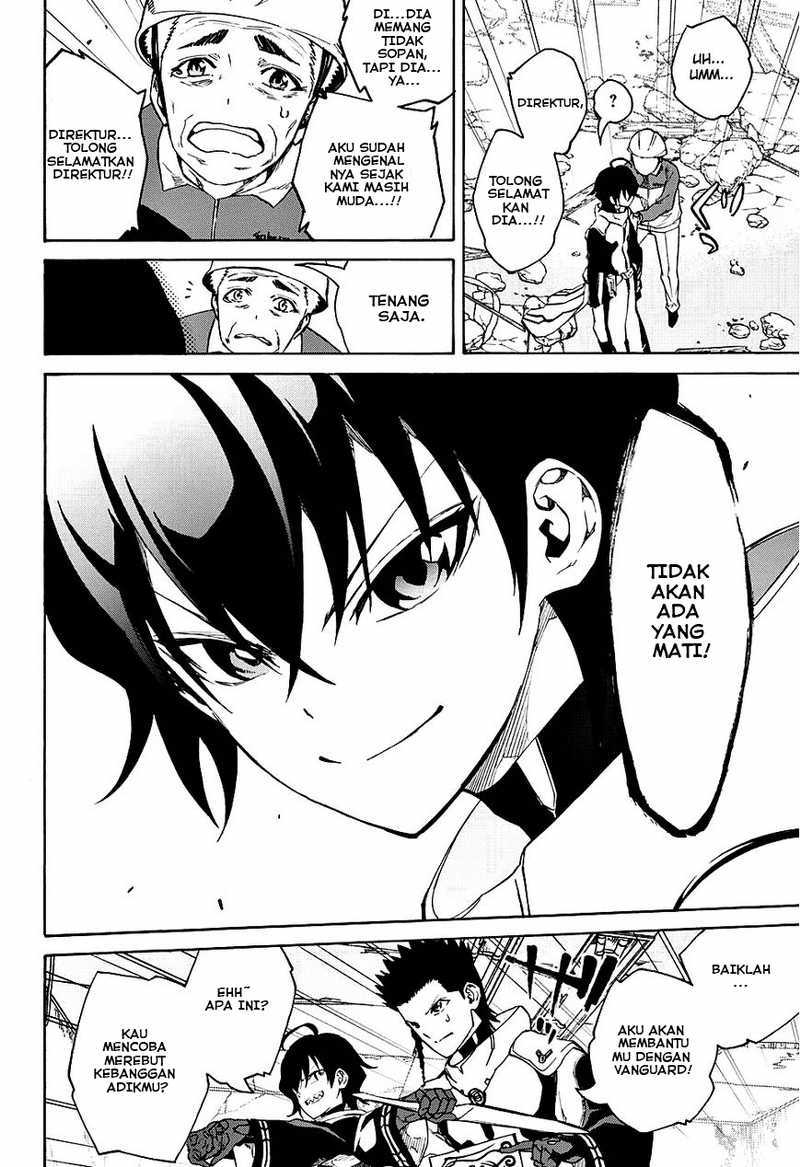 UH...
UMM...
?
DIREKTUR,
TOLONG
SELAMAT
KAN
DIA...!!
DI...DIA
MEMANG
TIDAK
SOPAN,
TAPI DIA...
YA...
AKU SUDAH
MENGENAL
NYA SEJAK
KAMI MASIH
MUDA...!!
DIREKTUR...
TOLONG
SELAMATKAN
DIREKTUR!!
TENANG
SAJA.
TIDAK
AKAN
ADA
YANG
MATI!
BAIKLAH
...
AKU AKAN
MEMBANTU
MU DENGAN
VANGUARD!
EHH~
APA INI?
KAU
MENCOBA
MEREBUT
KEBANGGAN
ADIKMU?